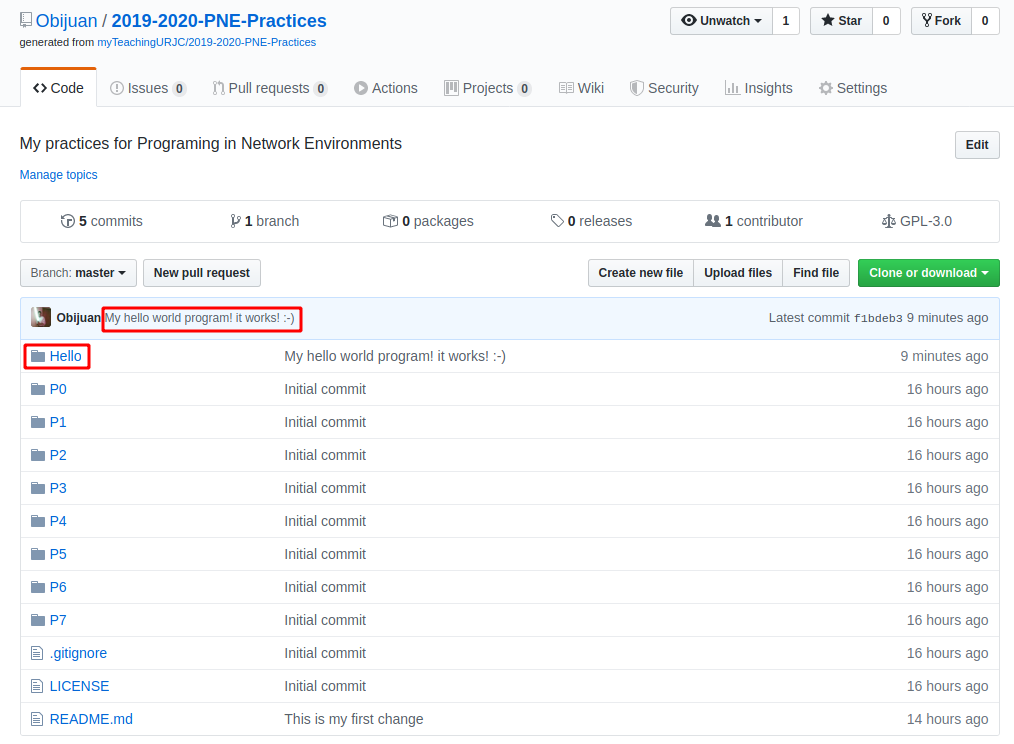 Obijuan / 2019-2020-PNE-Practices
Unwatch 1 Star 0 Fork 0
generated from myTeachingURJC/2019-2020-PNE-Practices
Code Issues 0 Pull requests 0 Actions Projects 0 Wiki Security Insights Settings
My practices for Programing in Network Environments
Edit
Manage topics
5 commits 1 branch 0 packages 0 releases 1 contributor GPL-3.0
Branch: master New pull request Create new file Upload files Find file Clone or download
Obijuan My hello world program! it works! :-) Latest commit f1bdeb3 9 minutes ago
Hello My hello world program! it works! :-) 9 minutes ago
P0 Initial commit 16 hours ago
P1 Initial commit 16 hours ago
P2 Initial commit 16 hours ago
P3 Initial commit 16 hours ago
P4 Initial commit 16 hours ago
P5 Initial commit 16 hours ago
P6 Initial commit 16 hours ago
P7 Initial commit 16 hours ago
.gitignore Initial commit 16 hours ago
LICENSE Initial commit 16 hours ago
README.md This is my first change 14 hours ago